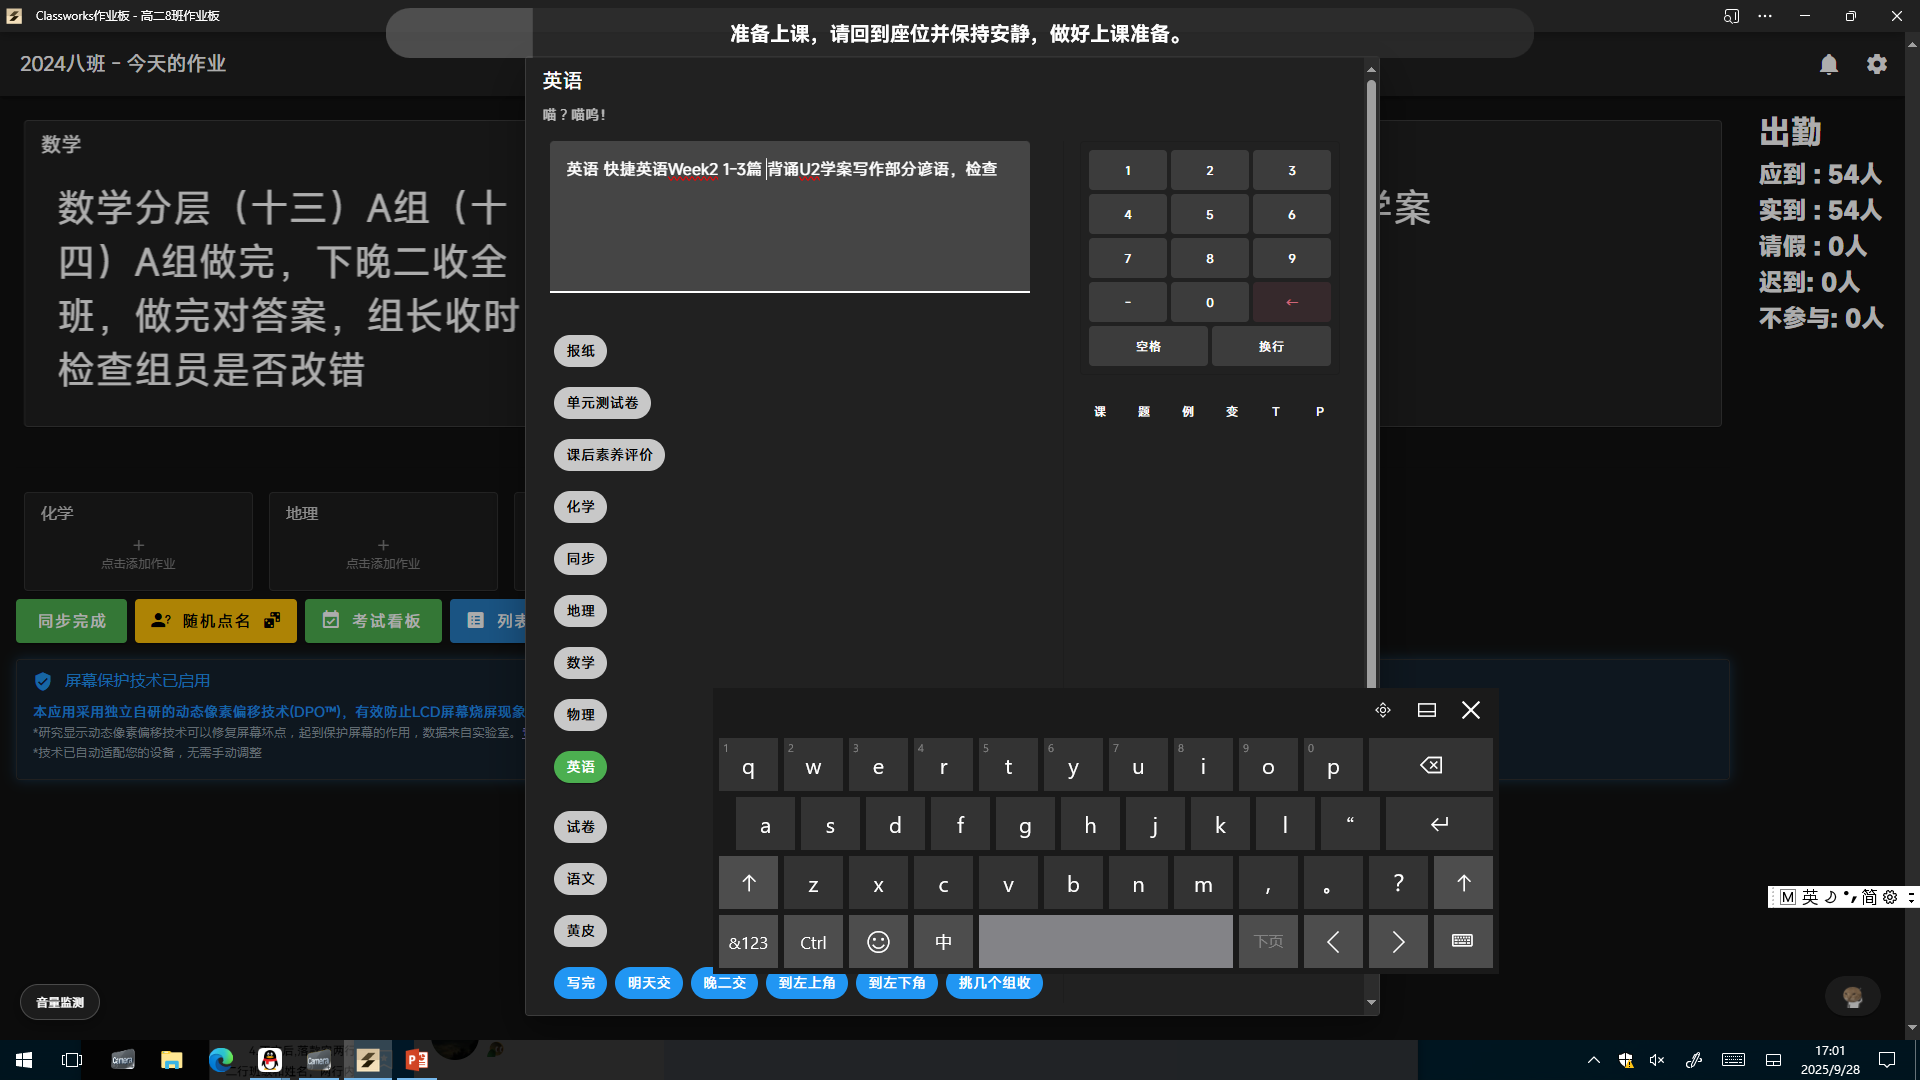 Classworks作业板 - 高二8班作业板
准备上课，请回到座位并保持安静，做好上课准备。
2024八班 - 今天的作业
英语
喵？喵呜！
英语 快捷英语Week2 1-3篇 背诵U2学案写作部分谚语，检查
数学
数学分层（十三）A组（十
四）A组做完，下晚二收全
班，做完对答案，组长收时
检查组员是否改错
学案
出勤
应到 : 54人
实到 : 54人
请假 : 0人
迟到: 0人
不参与: 0人
1 2 3
4 5 6
7 8 9
- 0 ←
空格 换行
课 题 例 变 T P
报纸
单元测试卷
课后素养评价
化学
同步
地理
数学
物理
英语
试卷
语文
黄皮
写完 明天交 晚二交 到左上角 到左下角 挑几个组收
化学
点击添加作业
地理
点击添加作业
同步完成 随机点名 考试看板 列表
屏幕保护技术已启用
本应用采用独立自研的动态像素偏移技术(DPO™)，有效防止LCD屏幕烧屏现象
*研究显示动态像素偏移技术可以修复屏幕坏点，起到保护屏幕的作用，数据来自实验室。
*技术已自动适配您的设备，无需手动调整
1 2 3 4 5 6 7 8 9 0
q w e r t y u i o p
a s d f g h j k l “
z x c v b n m , 。 ?
&123 Ctrl 中 下页
M 英 简
音量监测
17:01
2025/9/28